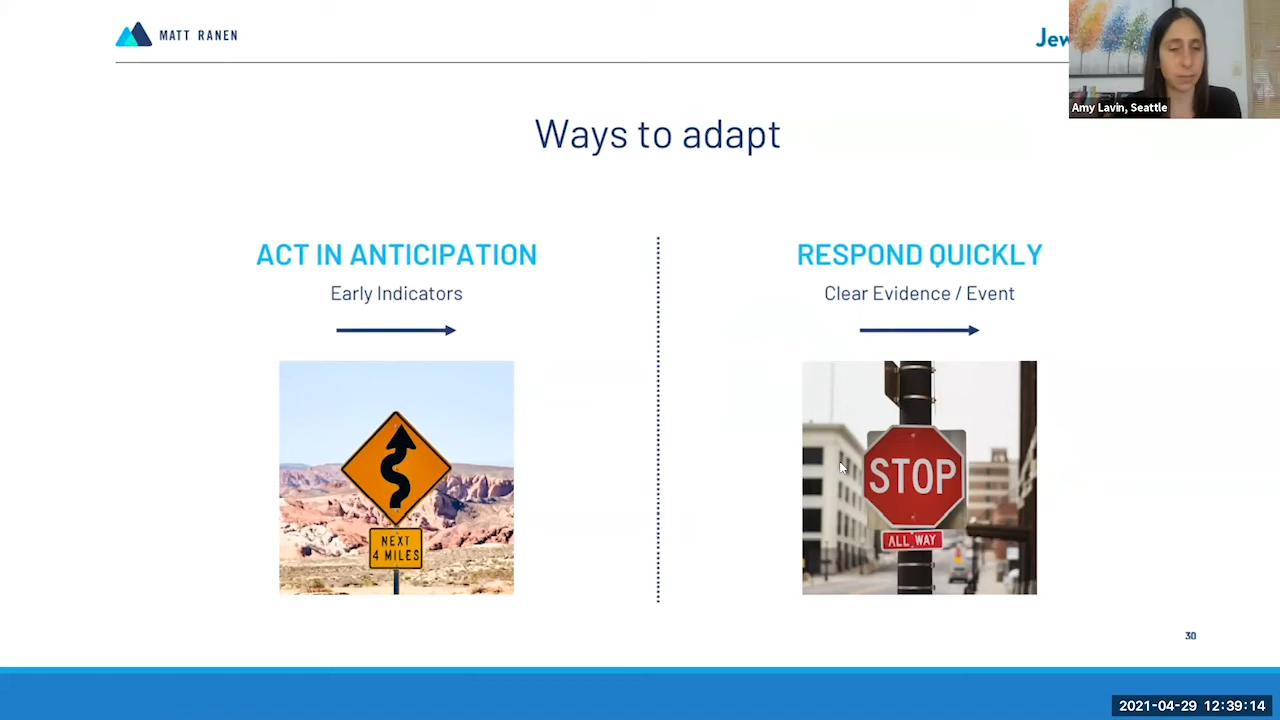 MATT RANEN
Jew
Amy Lavin, Seattle
Ways to adapt
ACT IN ANTICIPATION
Early Indicators
NEXT
4 MILES
RESPOND QUICKLY
Clear Evidence / Event
STOP
ALL WAY
30
2021-04-29 12:39:14